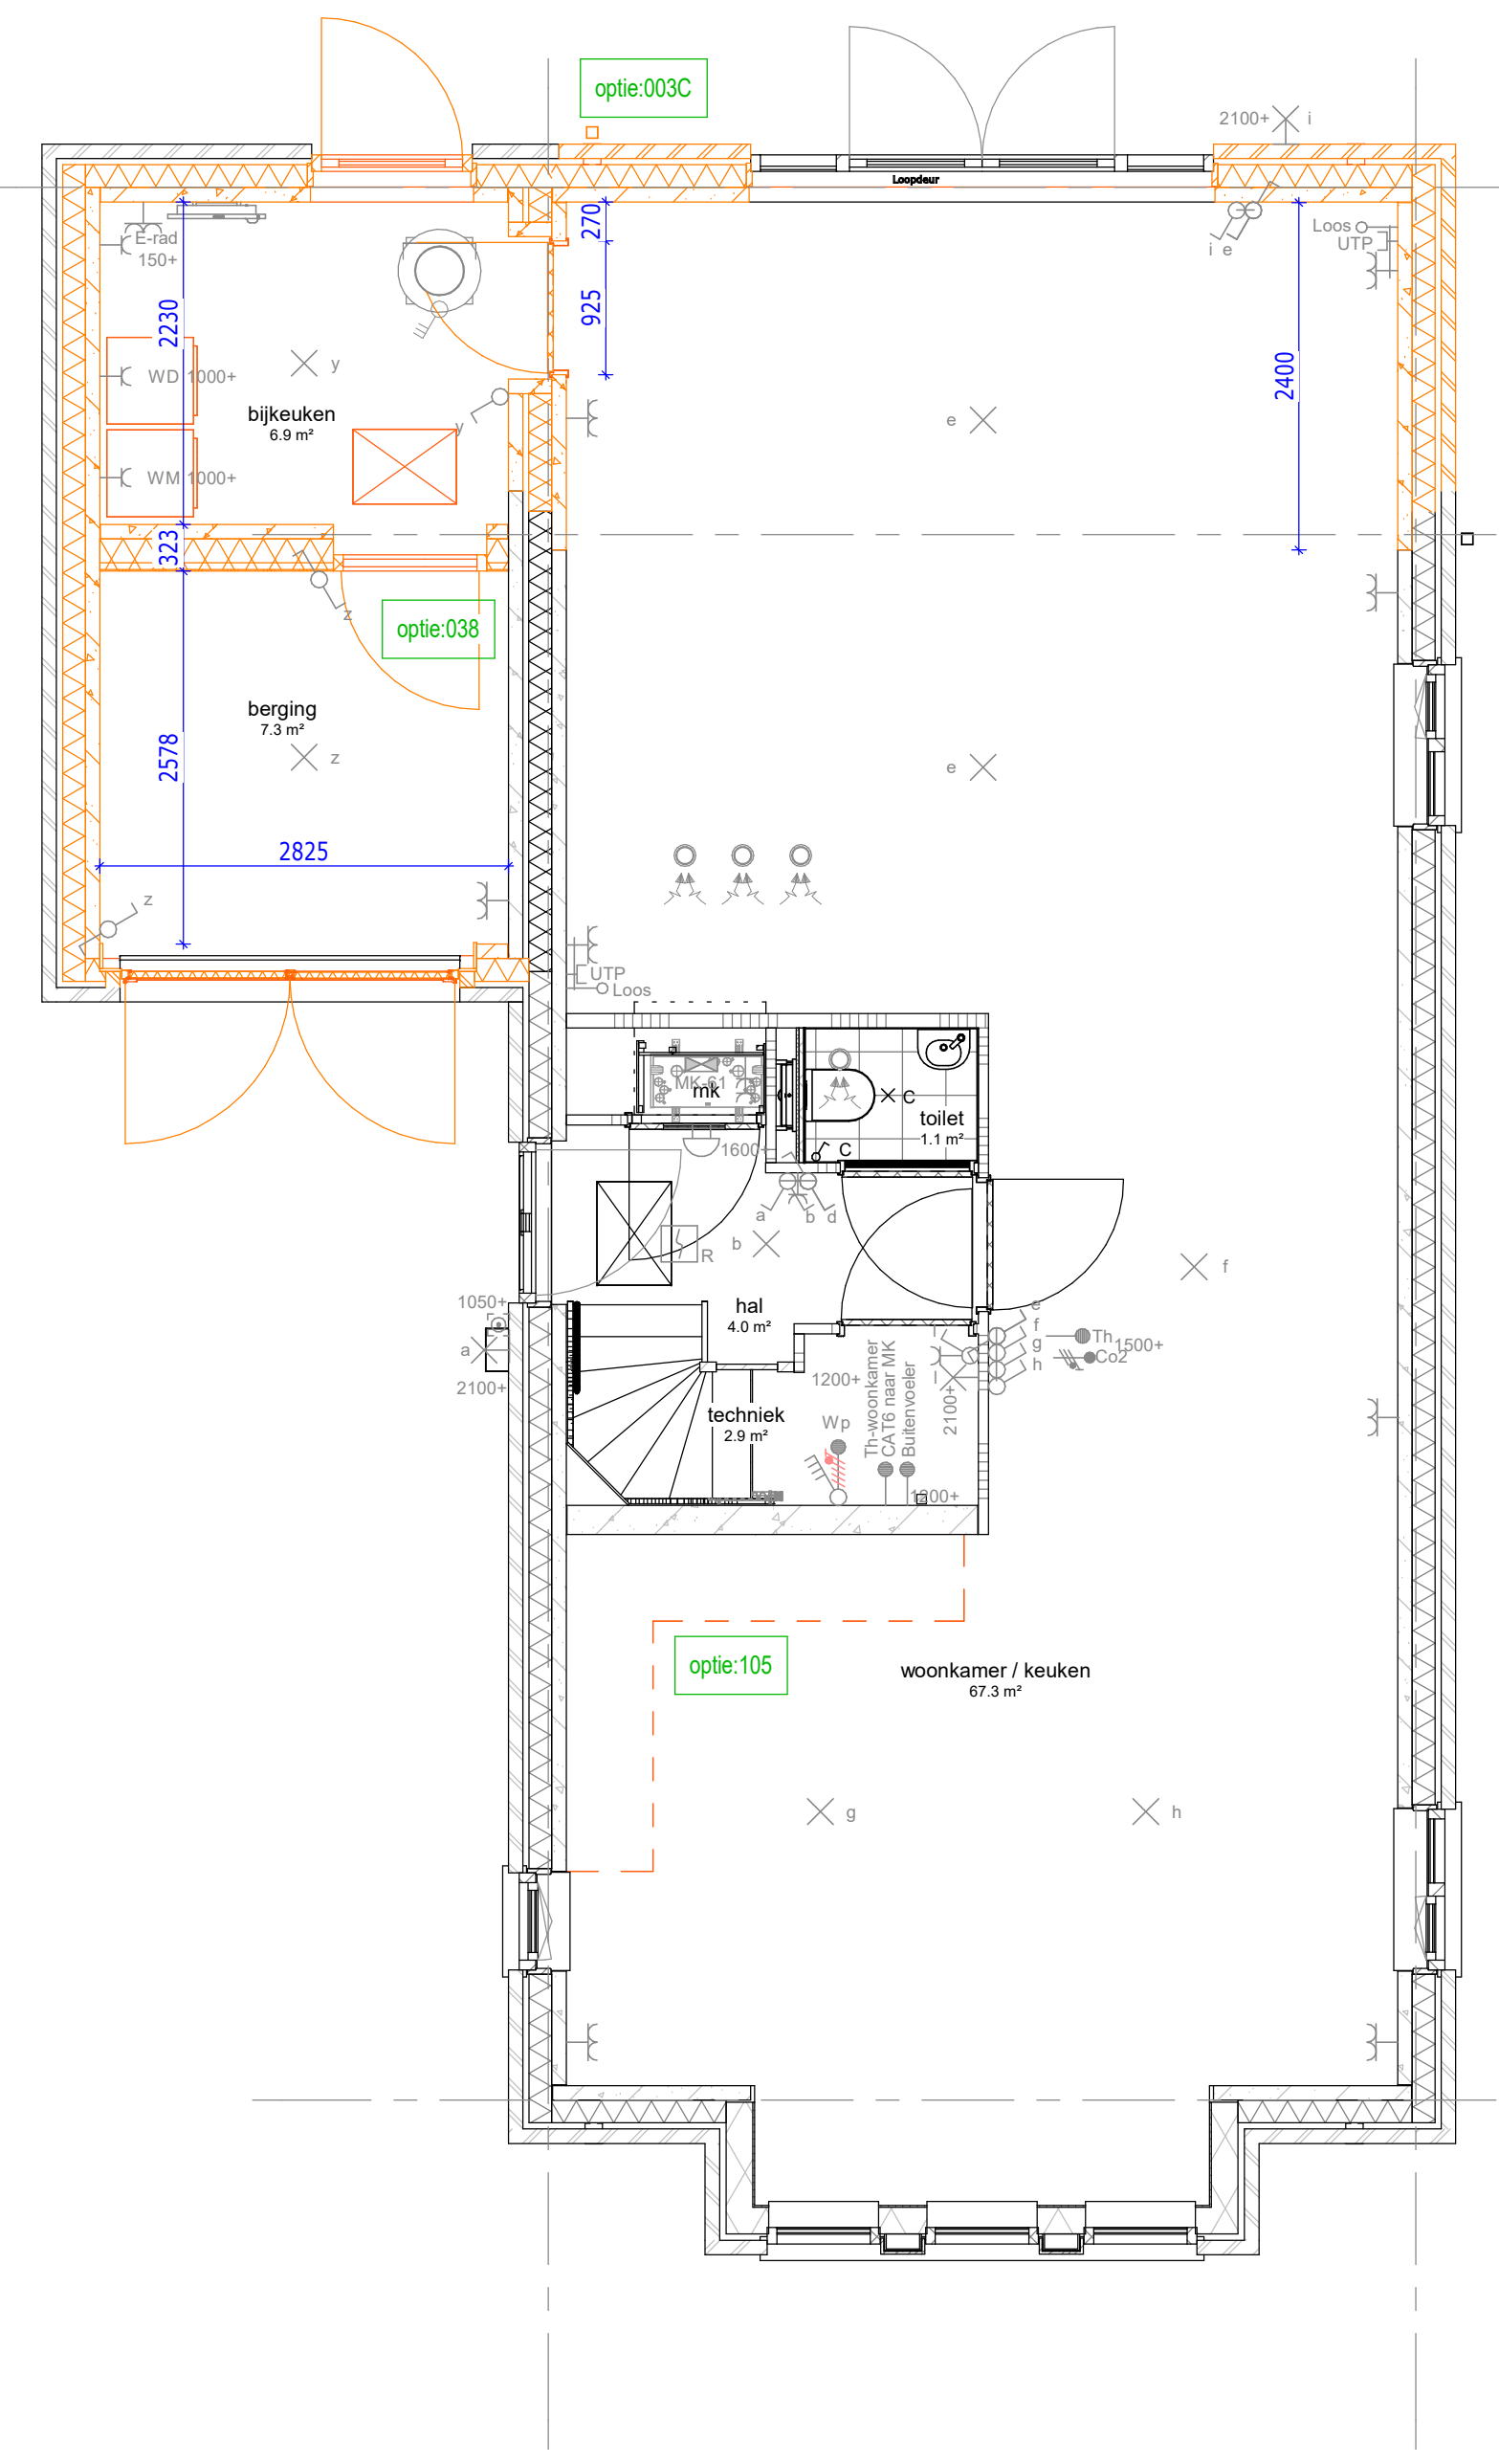 optie:003C
2100+ i
Loopdeur
270
Loos
UTP
E-rad
150+
i e
925
2230
2400
y
WD 1000+
bijkeuken
6.9 m²
e
y
WM 1000+
323
z
optie:038
berging
7.3 m²
2578
z
e
2825
z
UTP
Loos
MK-61
mk
C
toilet
1.1 m²
1600+
C
a
b d
b
R
f
hal
4.0 m²
1050+
a
2100+
e
f
g
h
Th
1500+
Co2
1200+
Th-woonkamer
CAT6 naar MK
Buitenvoeler
2100+
techniek
2.9 m²
Wp
1200+
optie:105
woonkamer / keuken
67.3 m²
g
h